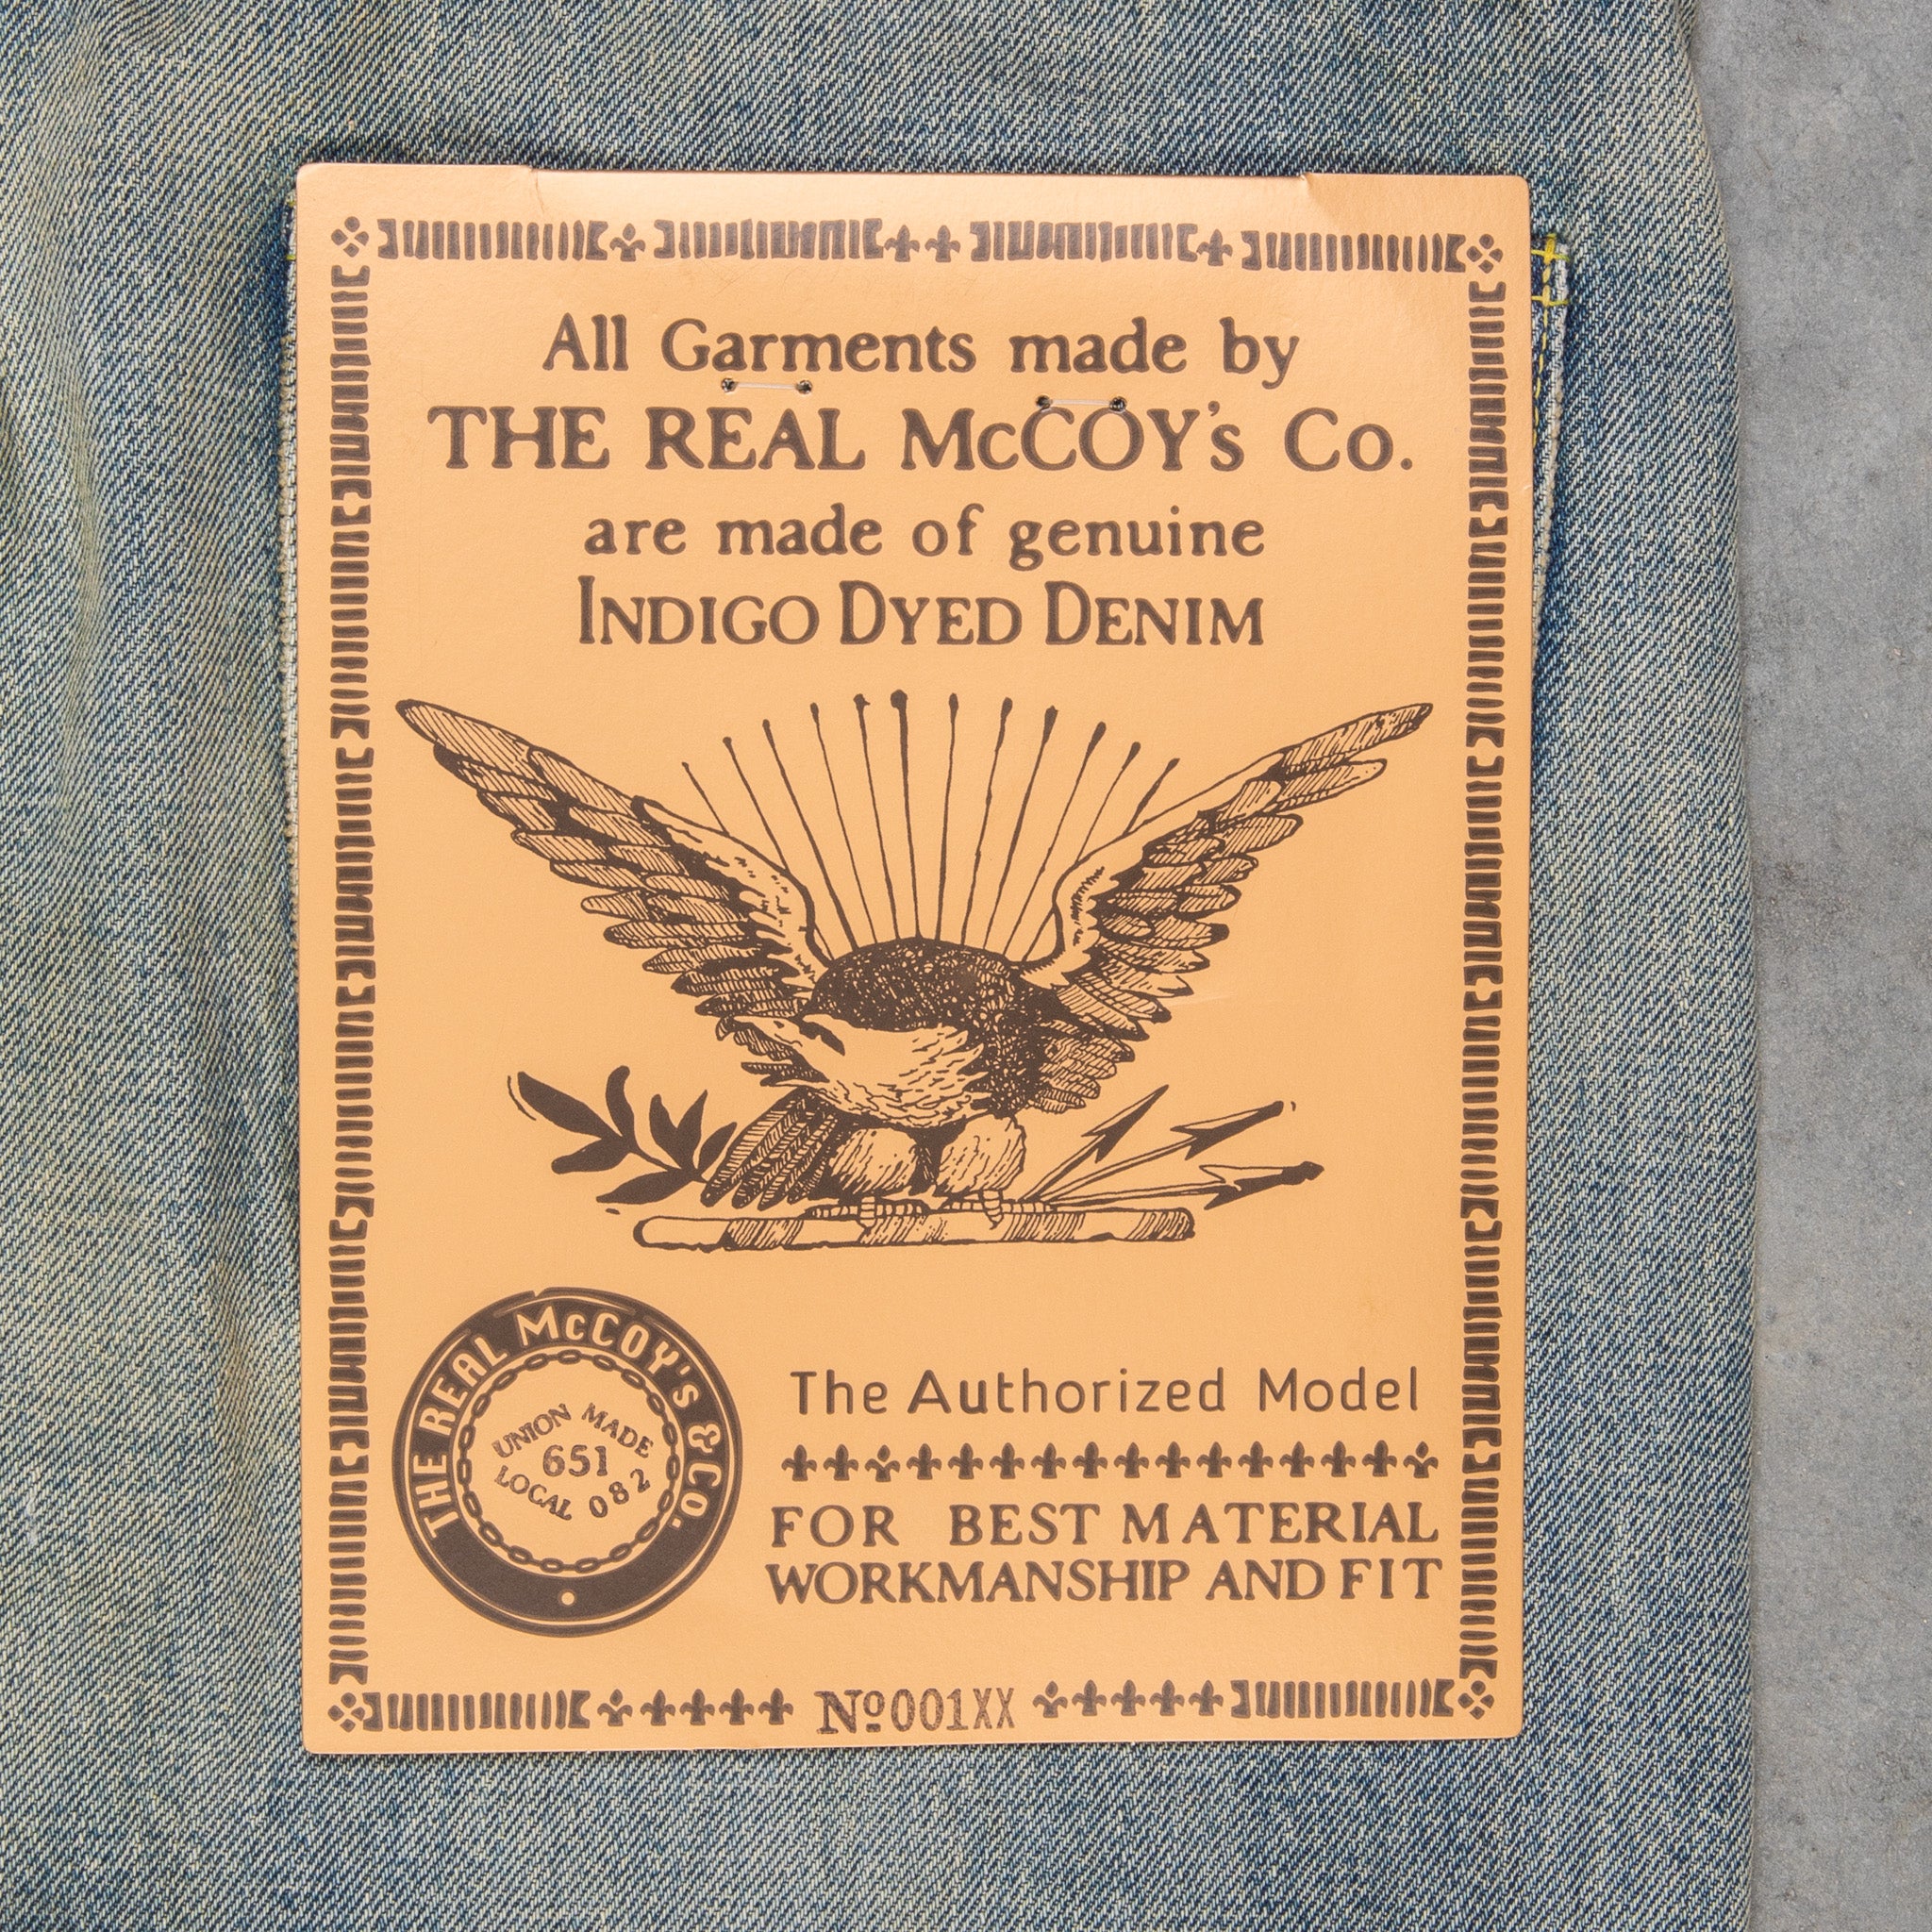 All Garments made by
THE REAL McCOY's Co.
are made of genuine
INDIGO DYED DENIM
THE REAL McCOY's & Co.
UNION MADE
651
LOCAL 082
The Authorized Model
FOR BEST MATERIAL
WORKMANSHIP AND FIT
Nº001XX